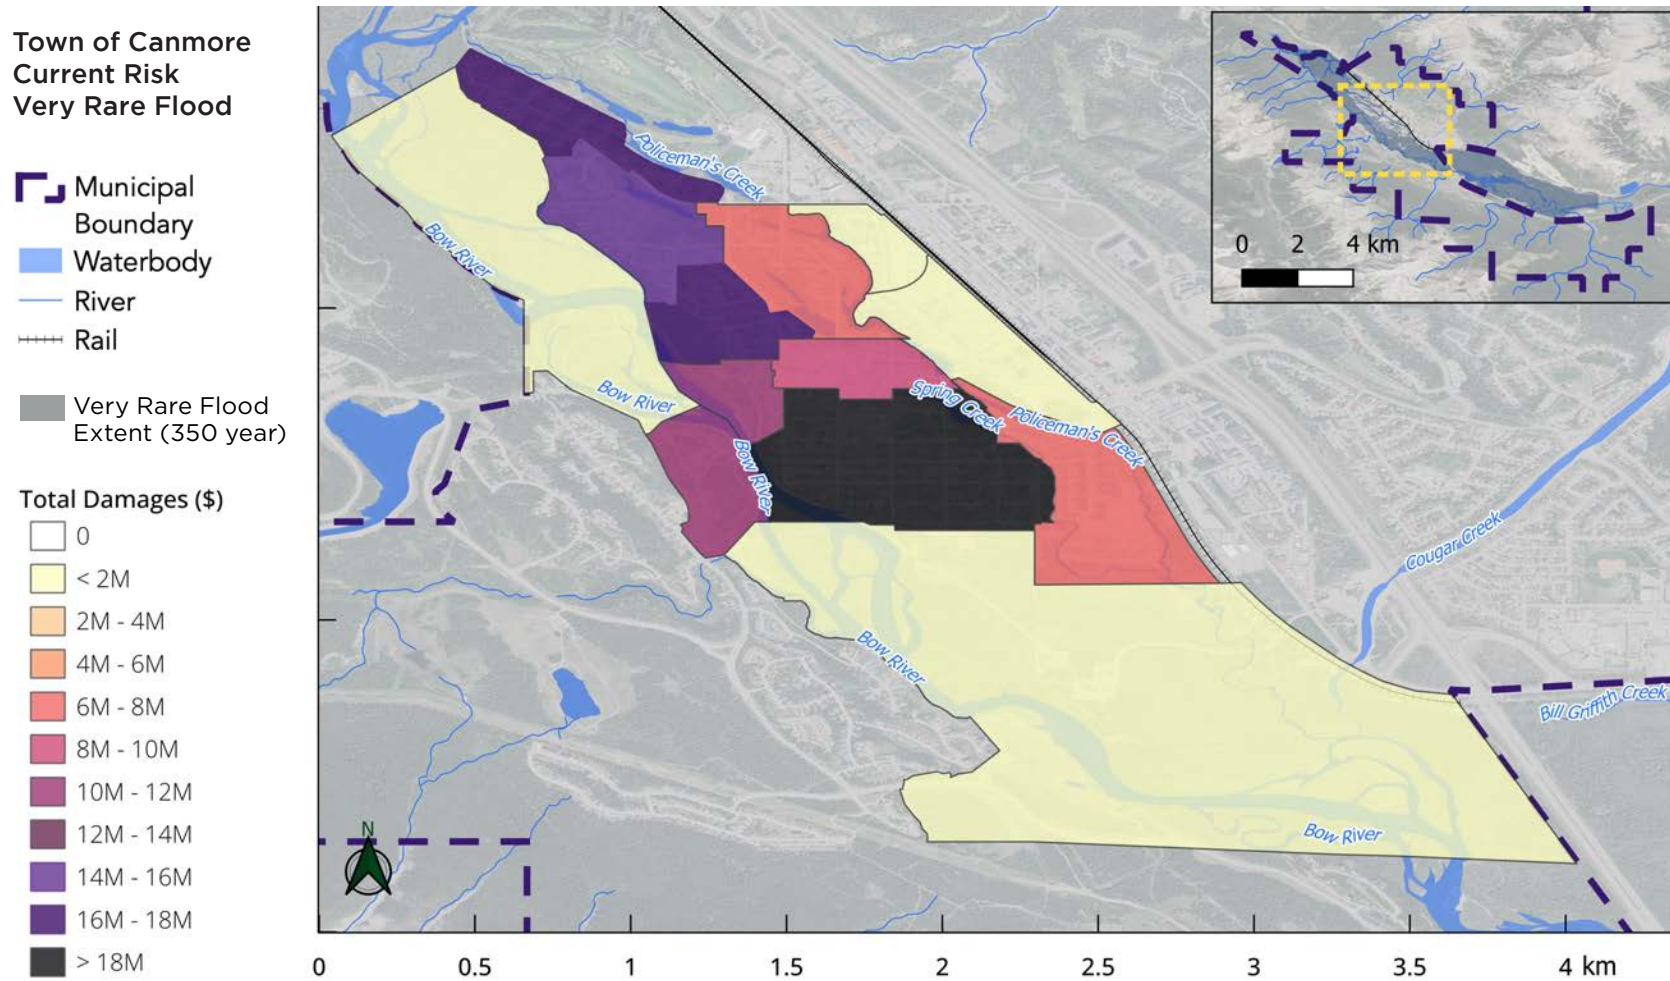 Town of Canmore
Current Risk
Very Rare Flood
Municipal
Boundary
Waterbody
River
Rail
Very Rare Flood
Extent (350 year)
Total Damages ($)
0
< 2M
2M - 4M
4M - 6M
6M - 8M
8M - 10M
10M - 12M
12M - 14M
14M - 16M
16M - 18M
> 18M
N
Policeman's Creek
Bow River
Bow River
Bow River
Spring Creek
Policeman's Creek
Cougar Creek
Bow River
Bill Griffith Creek
Bow River
0 2 4 km
0 0.5 1 1.5 2 2.5 3 3.5 4 km